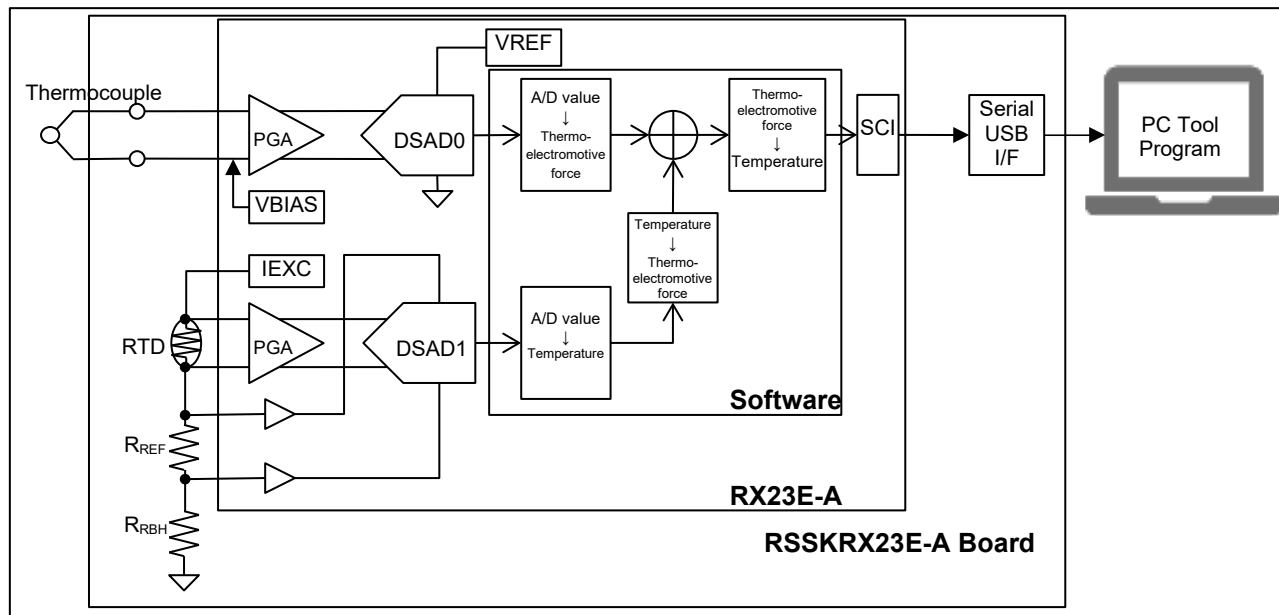 Thermocouple
PGA
VBIAS
DSAD0
VREF
A/D value
↓
Thermo-
electromotive
force
Thermo-
electromotive
force
↓
Temperature
SCI
Serial
USB
I/F
PC Tool
Program
Temperature
↓
Thermo-
electromotive
force
IEXC
RTD
PGA
DSAD1
A/D value
↓
Temperature
RREF
RRBH
Software
RX23E-A
RSSKRX23E-A Board